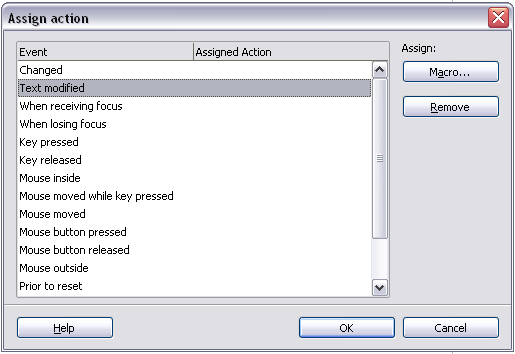 Assign action
Event Assigned Action
Assign:
Changed
Macro...
Text modified
When receiving focus
Remove
When losing focus
Key pressed
Key released
Mouse inside
Mouse moved while key pressed
Mouse moved
Mouse button pressed
Mouse button released
Mouse outside
Prior to reset
Help
OK
Cancel